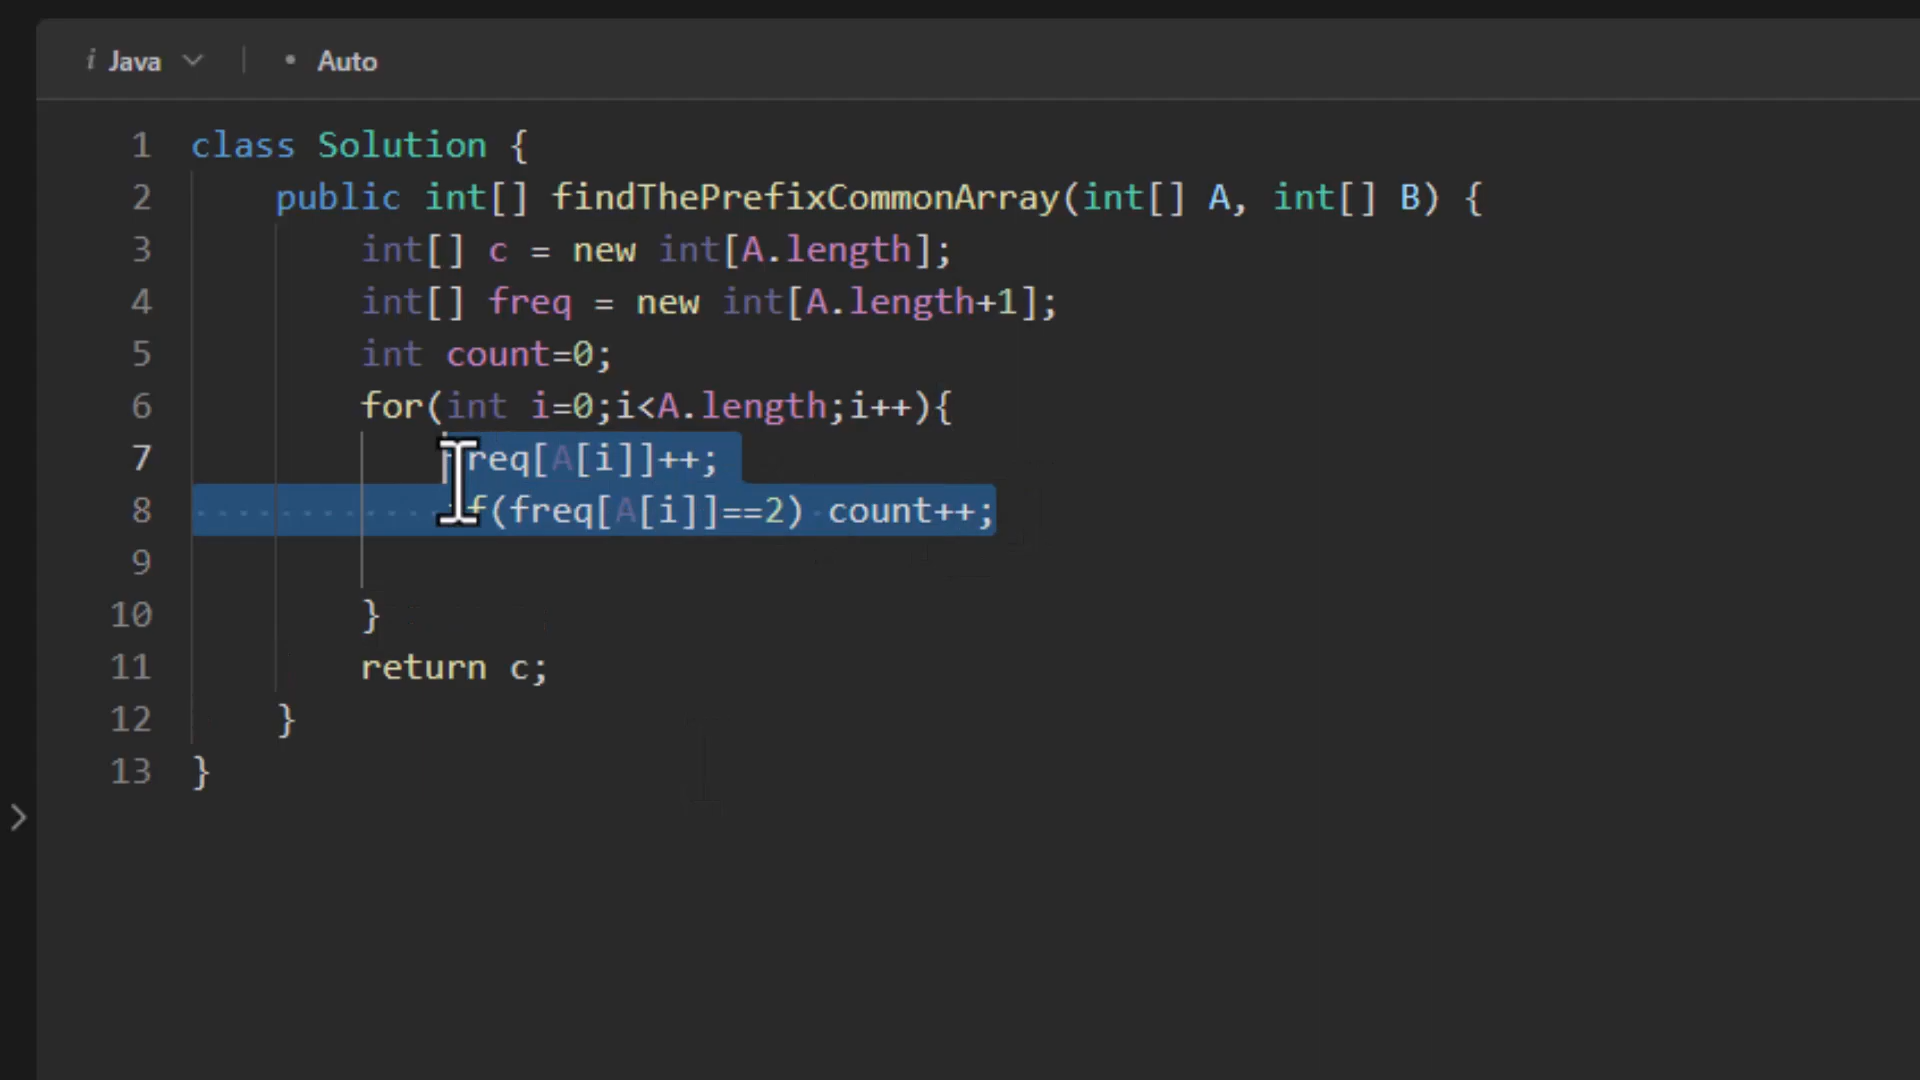 i Java • Auto
1 class Solution {
2 public int[] findThePrefixCommonArray(int[] A, int[] B) {
3 int[] c = new int[A.length];
4 int[] freq = new int[A.length+1];
5 int count=0;
6 for(int i=0;i<A.length;i++){
7 freq[A[i]]++;
8 if(freq[A[i]]==2) count++;
9
10 }
11 return c;
12 }
13 }